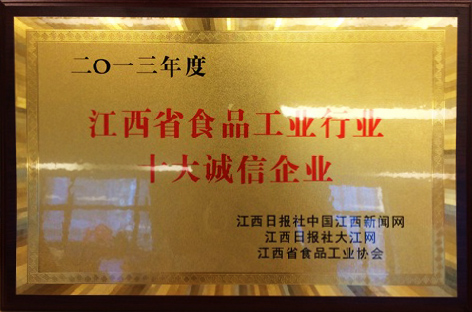 二〇一三年度
江西省食品工业行业
十大诚信企业
江西日报社中国江西新闻网
江西日报社大江网
江西省食品工业协会